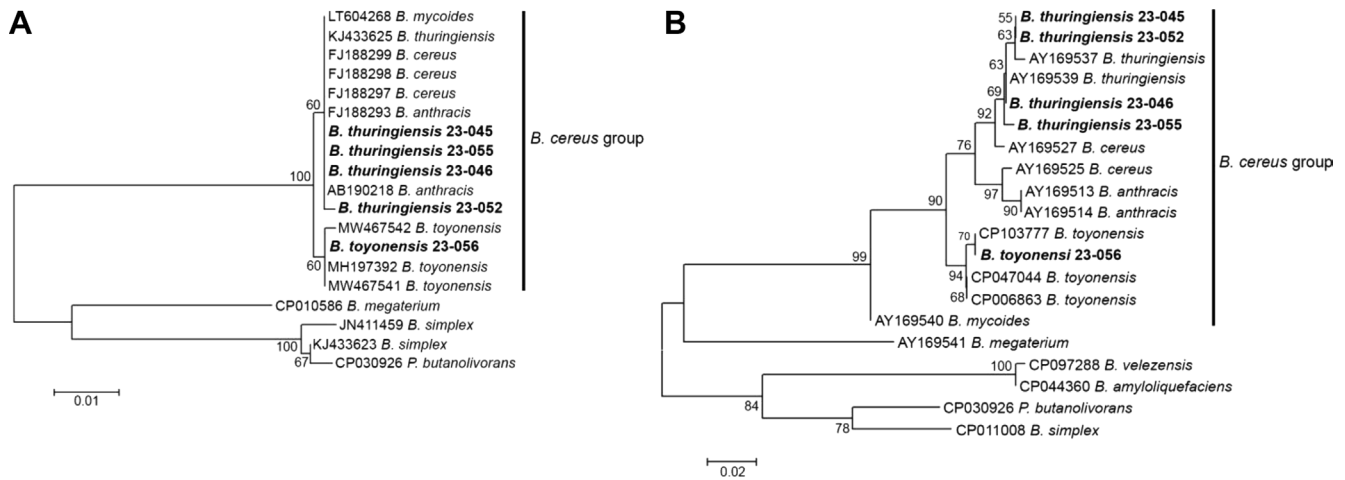 A
LT604268 B. mycoides
KJ433625 B. thuringiensis
FJ188299 B. cereus
FJ188298 B. cereus
FJ188297 B. cereus
60
FJ188293 B. anthracis
B. thuringiensis 23-045
B. cereus group
B. thuringiensis 23-055
B. thuringiensis 23-046
100
AB190218 B. anthracis
B. thuringiensis 23-052
MW467542 B. toyonensis
B. toyonensis 23-056
60
MH197392 B. toyonensis
MW467541 B. toyonensis
CP010586 B. megaterium
JN411459 B. simplex
100
KJ433623 B. simplex
67
CP030926 P. butanolivorans
0.01
B
55
B. thuringiensis 23-045
63
B. thuringiensis 23-052
AY169537 B. thuringiensis
63
AY169539 B. thuringiensis
69
B. thuringiensis 23-046
92
B. thuringiensis 23-055
76
AY169527 B. cereus
B. cereus group
AY169525 B. cereus
97
AY169513 B. anthracis
90
AY169514 B. anthracis
90
70
CP103777 B. toyonensis
B. toyonensi 23-056
99
94
CP047044 B. toyonensis
68
CP006863 B. toyonensis
AY169540 B. mycoides
AY169541 B. megaterium
100
CP097288 B. velezensis
CP044360 B. amyloliquefaciens
84
CP030926 P. butanolivorans
78
CP011008 B. simplex
0.02